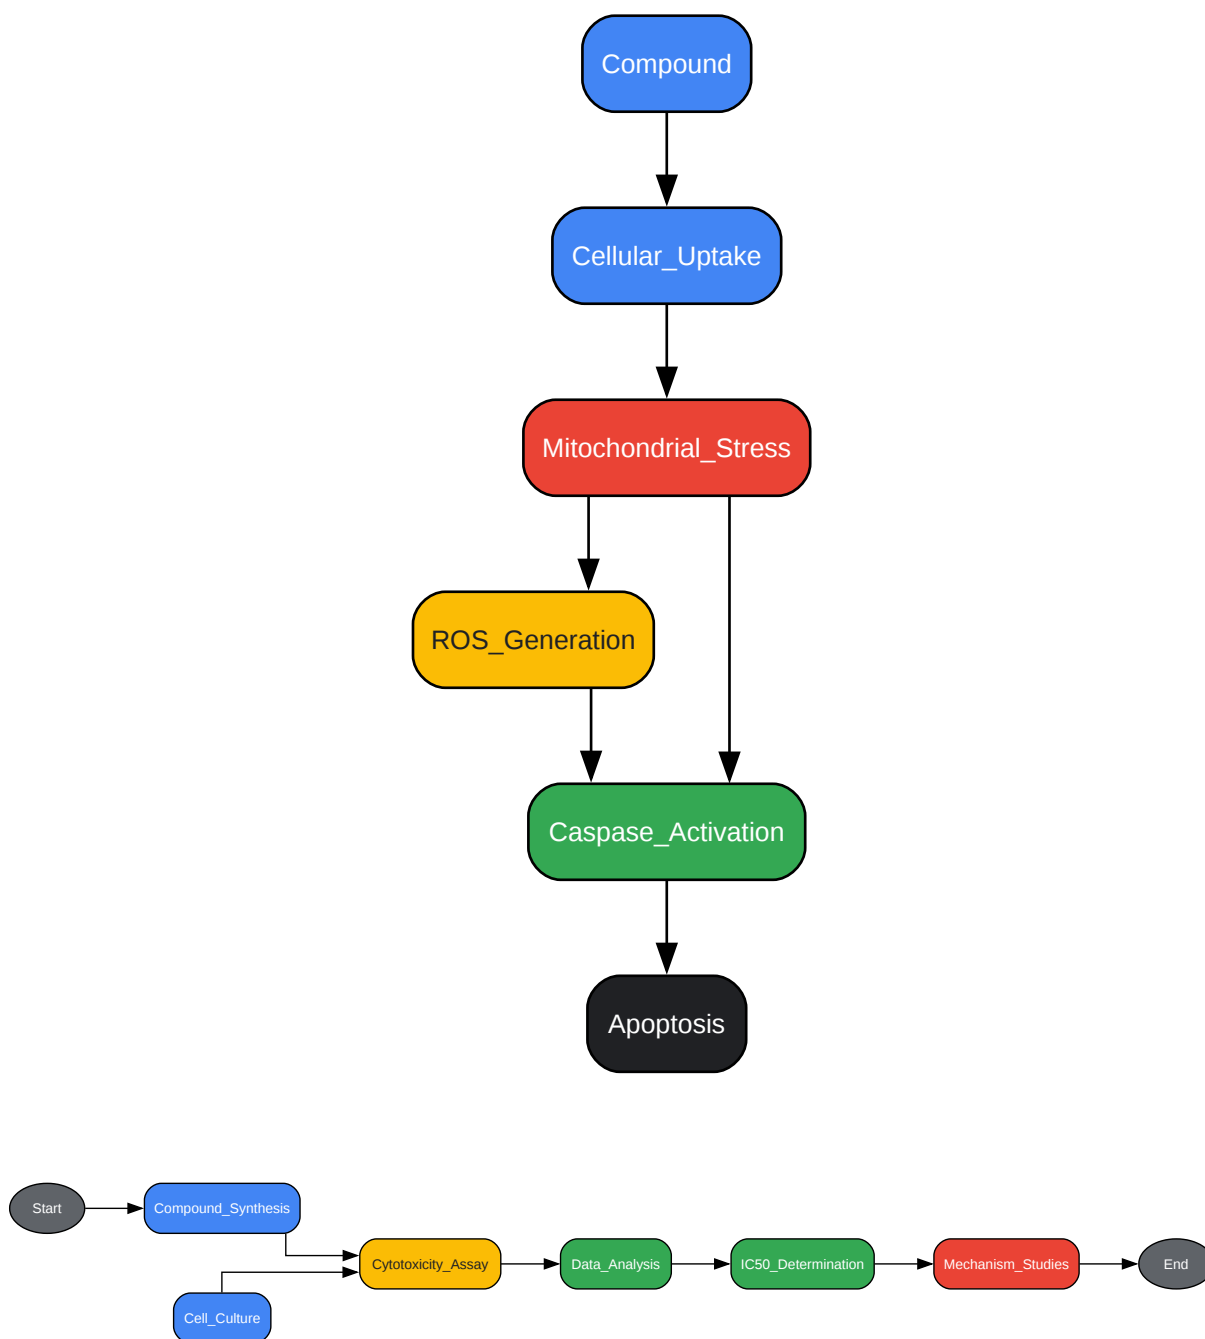 Compound
Cellular_Uptake
Mitochondrial_Stress
ROS_Generation
Caspase_Activation
Apoptosis
Start
Compound_Synthesis
Cytotoxicity_Assay
Data_Analysis
IC50_Determination
Mechanism_Studies
End
Cell_Culture